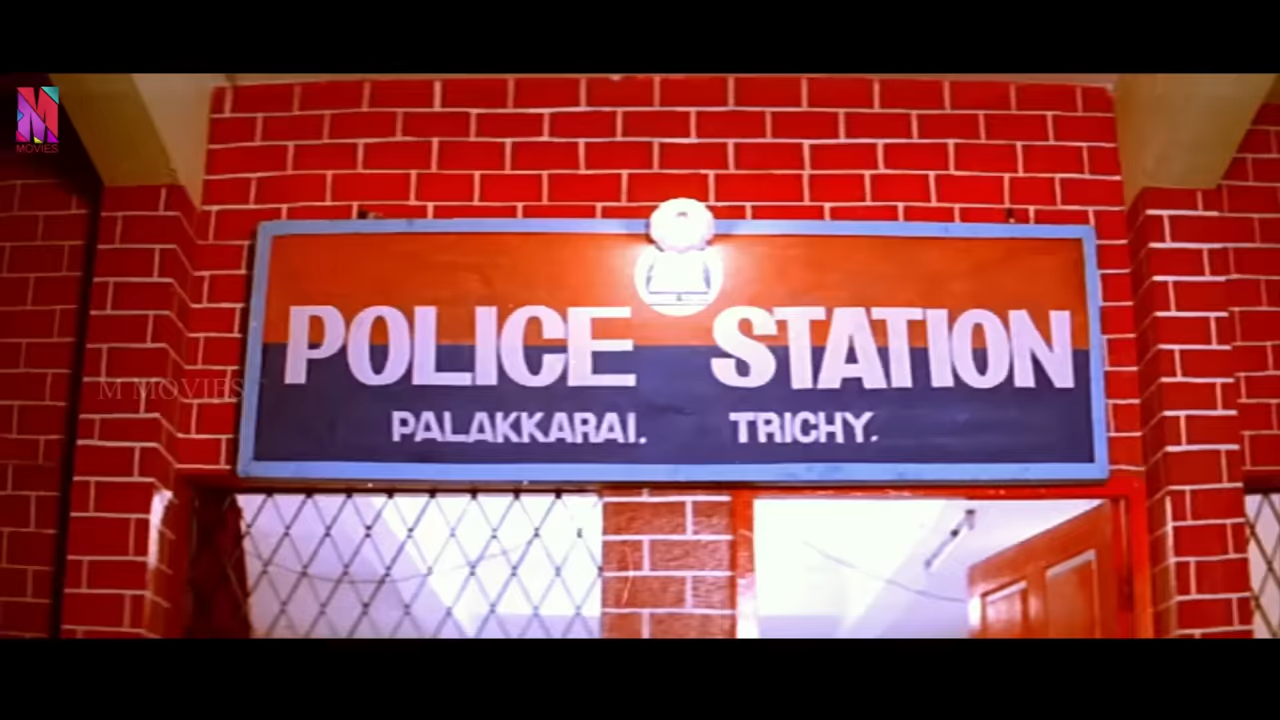 M
MOVIES
POLICE STATION
M MOVIES
PALAKKARAI. TRICHY.